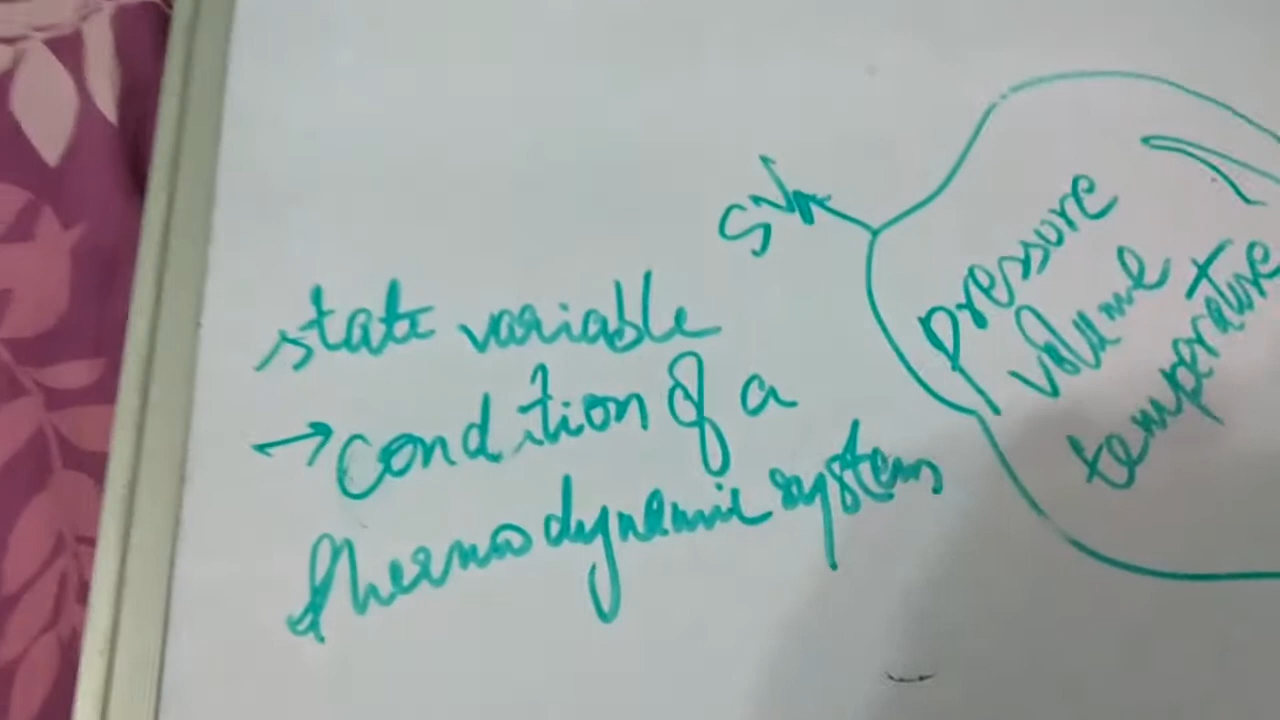 state variable
→ condition of a
thermodynamic system
pressure
volume
temperature